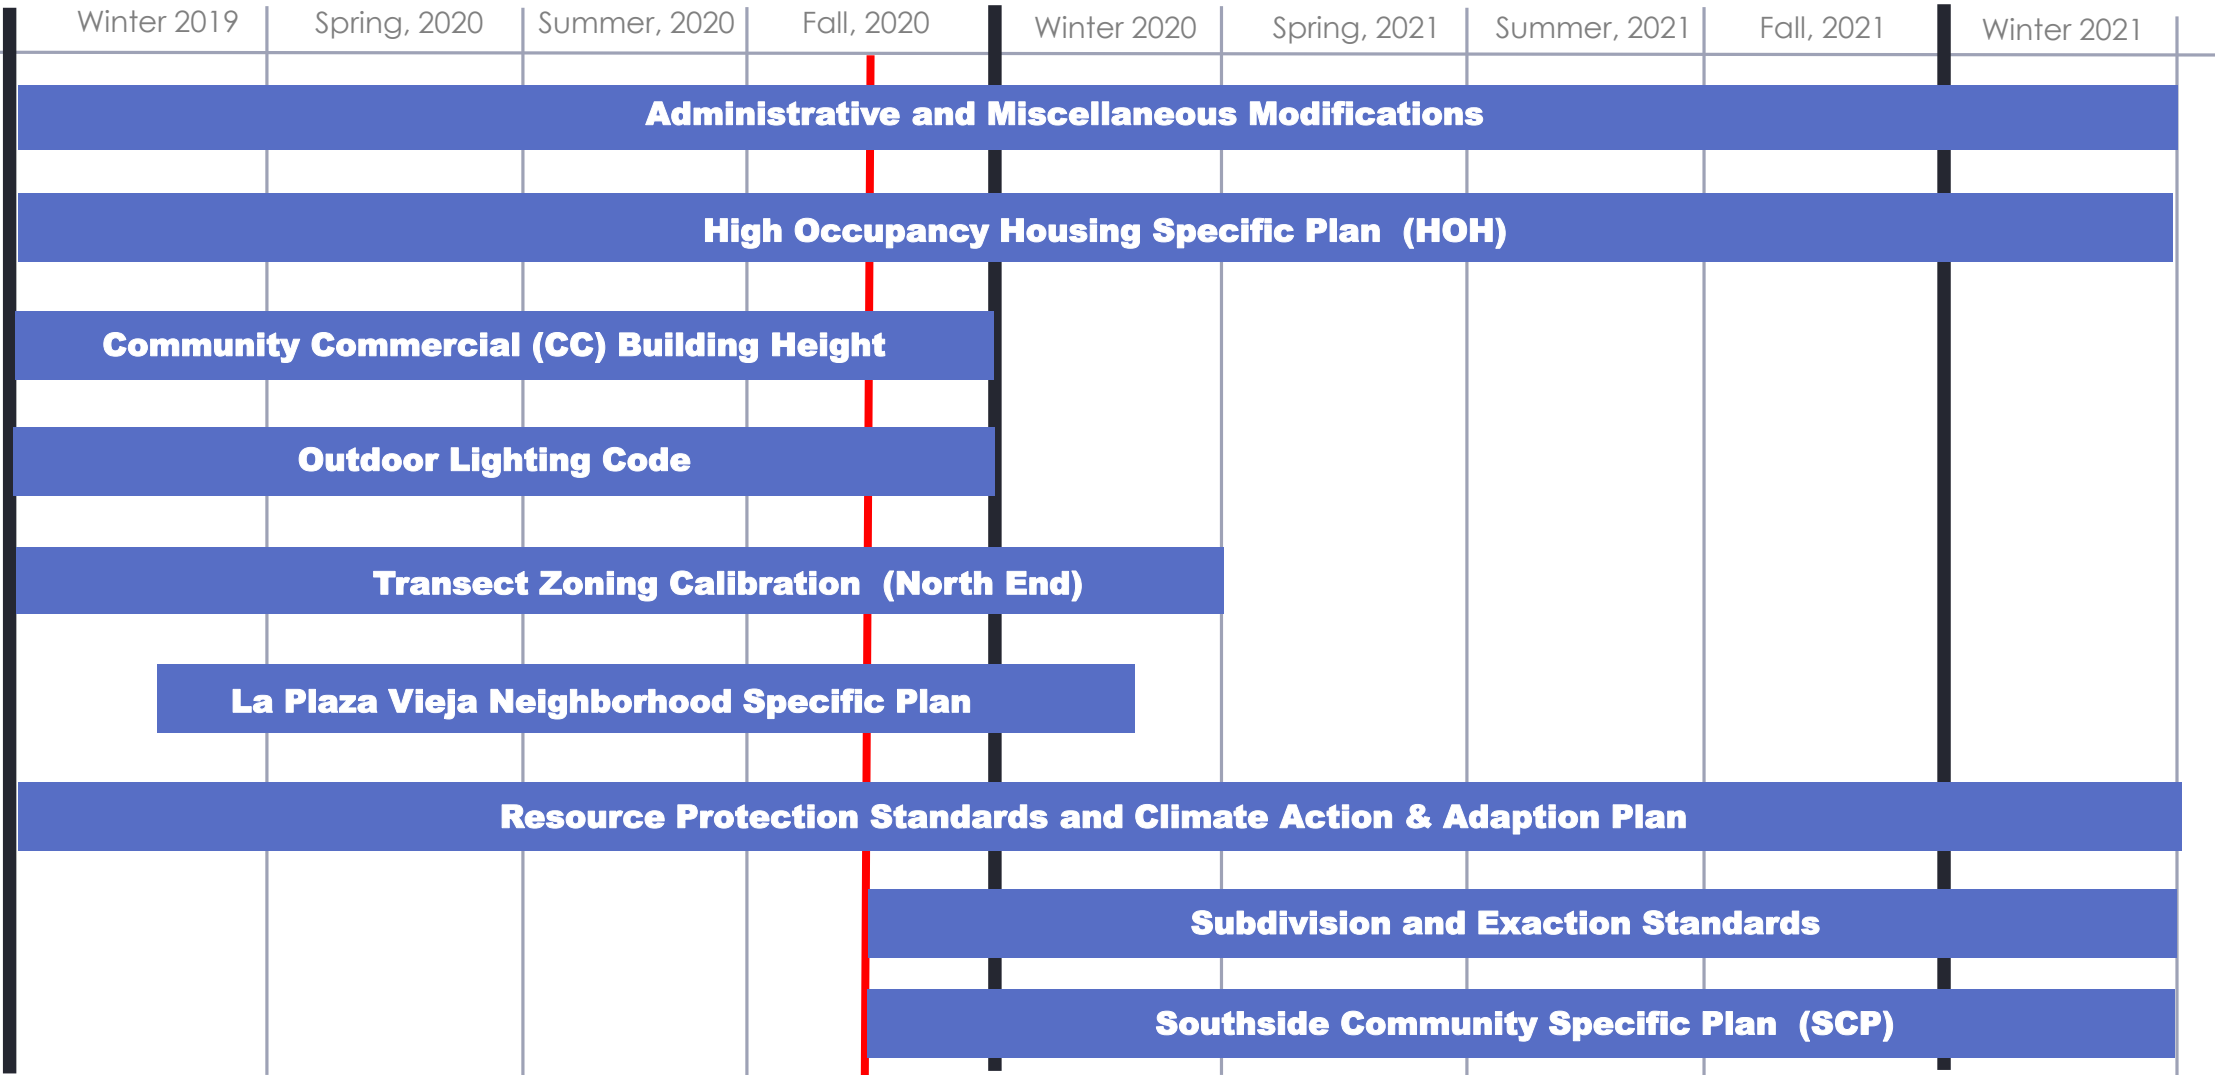 Winter 2019 Spring, 2020 Summer, 2020 Fall, 2020 Winter 2020 Spring, 2021 Summer, 2021 Fall, 2021 Winter 2021
Administrative and Miscellaneous Modifications
High Occupancy Housing Specific Plan (HOH)
Community Commercial (CC) Building Height
Outdoor Lighting Code
Transect Zoning Calibration (North End)
La Plaza Vieja Neighborhood Specific Plan
Resource Protection Standards and Climate Action & Adaption Plan
Subdivision and Exaction Standards
Southside Community Specific Plan (SCP)